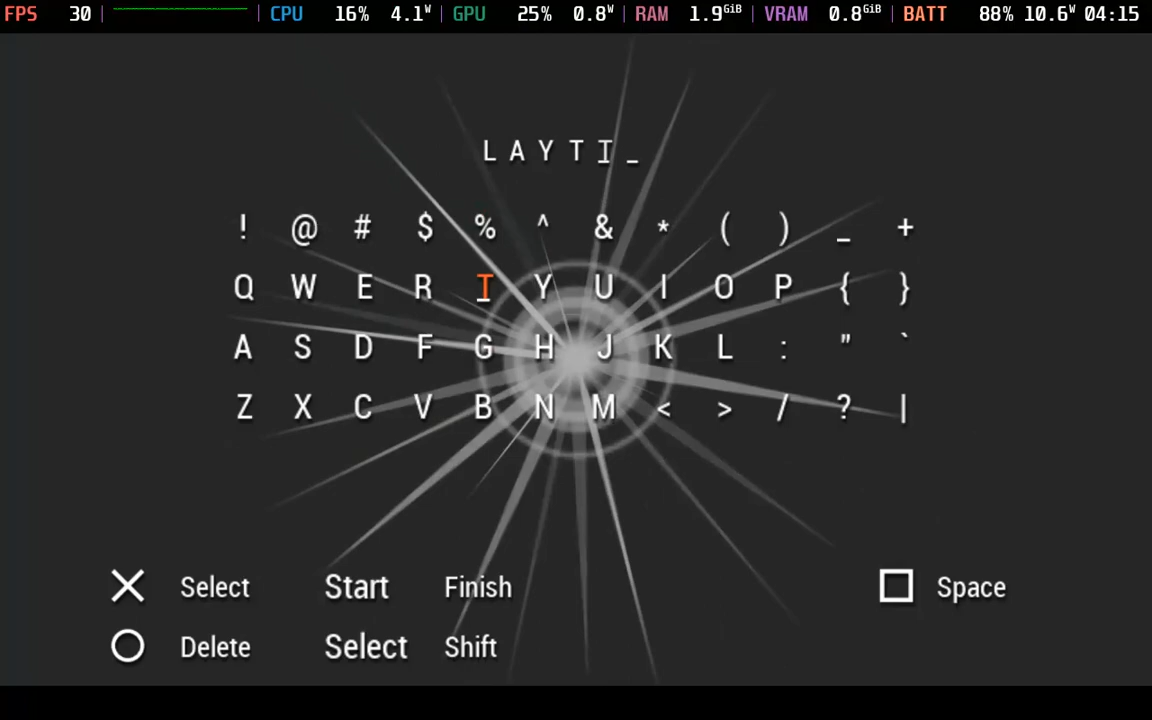 FPS 30 CPU 16% 4.1W GPU 25% 0.8W RAM 1.9GiB VRAM 0.8GiB BATT 88% 10.6W 04:15
LAYTI_
! @ # $ % ^ & * ( ) _ +
Q W E R T Y U I O P { }
A S D F G H J K L : " `
Z X C V B N M < > / ? |
Select Start Finish Space
Delete Select Shift